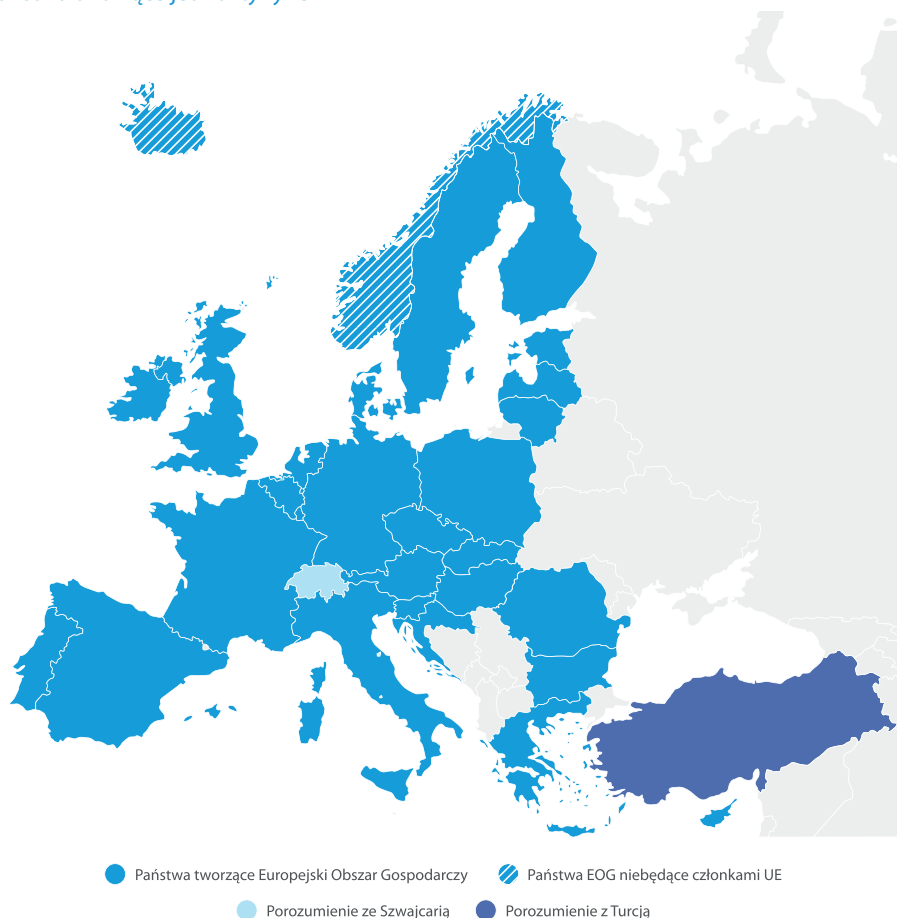 Państwa tworzące Europejski Obszar Gospodarczy
Państwa EOG niebędące członkami UE
Porozumienie ze Szwajcarią
Porozumienie z Turcją